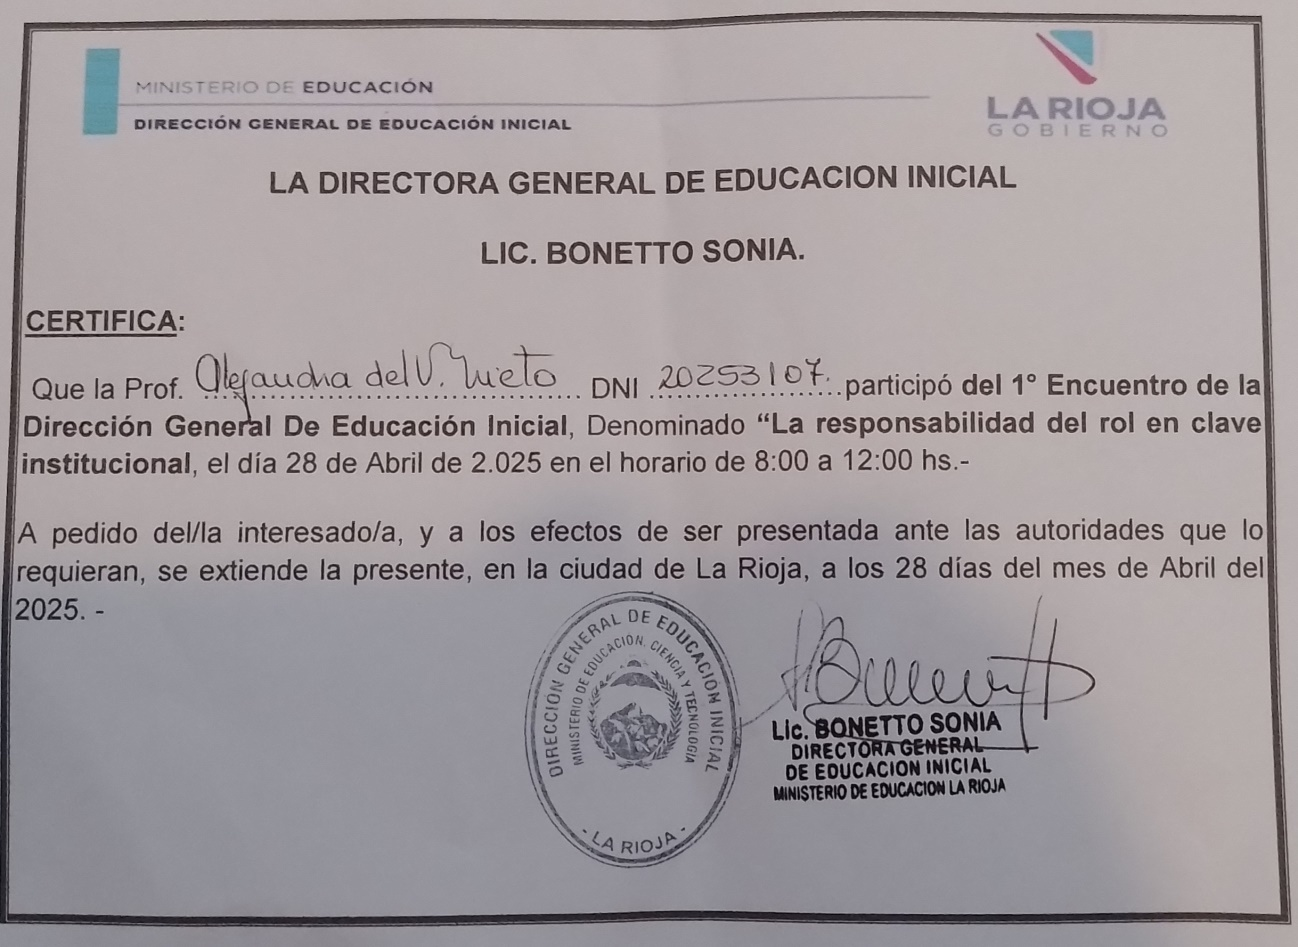 MINISTERIO DE EDUCACIÓN
DIRECCIÓN GENERAL DE EDUCACIÓN INICIAL
LA RIOJA
GOBIERNO
LA DIRECTORA GENERAL DE EDUCACION INICIAL
LIC. BONETTO SONIA.
CERTIFICA:
Que la Prof. Alejandra del V. Nieto DNI 20253107. participó del 1° Encuentro de la
Dirección General De Educación Inicial, Denominado “La responsabilidad del rol en clave
institucional, el día 28 de Abril de 2.025 en el horario de 8:00 a 12:00 hs.-
A pedido del/la interesado/a, y a los efectos de ser presentada ante las autoridades que lo
requieran, se extiende la presente, en la ciudad de La Rioja, a los 28 días del mes de Abril del
2025. -
DIRECCIÓN GENERAL DE EDUCACIÓN INICIAL
MINISTERIO DE EDUCACIÓN, CIENCIA Y TECNOLOGIA
- LA RIOJA -
Lic. BONETTO SONIA
DIRECTORA GENERAL
DE EDUCACION INICIAL
MINISTERIO DE EDUCACION LA RIOJA